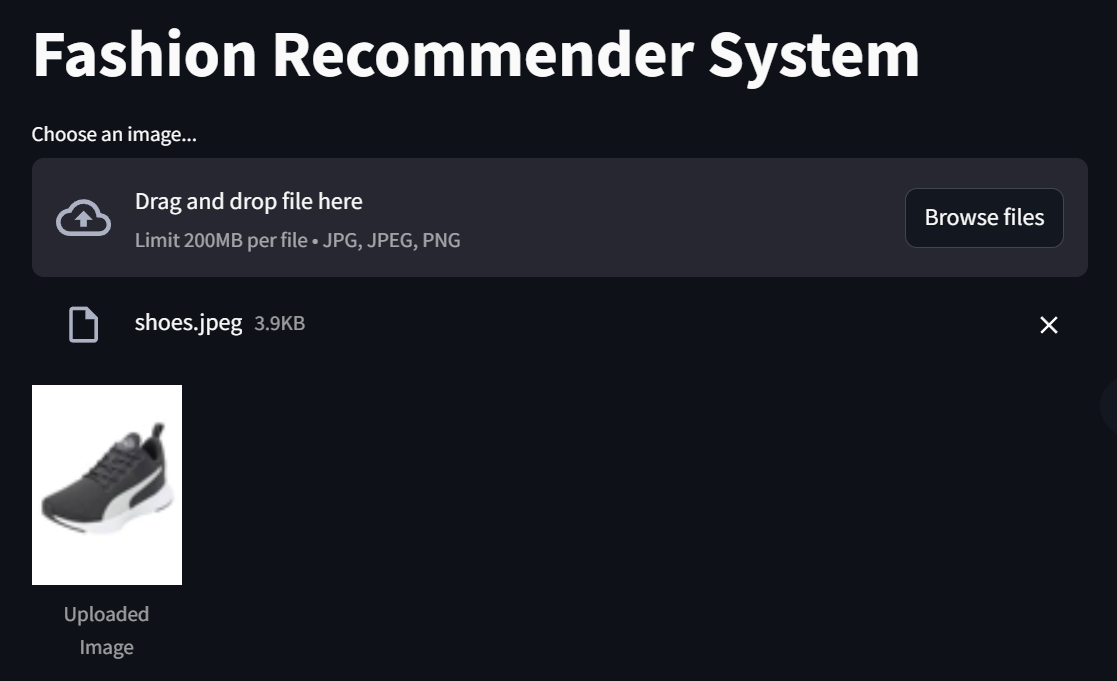 Fashion Recommender System
Choose an image...
Drag and drop file here
Limit 200MB per file • JPG, JPEG, PNG
Browse files
shoes.jpeg 3.9KB
Uploaded
Image